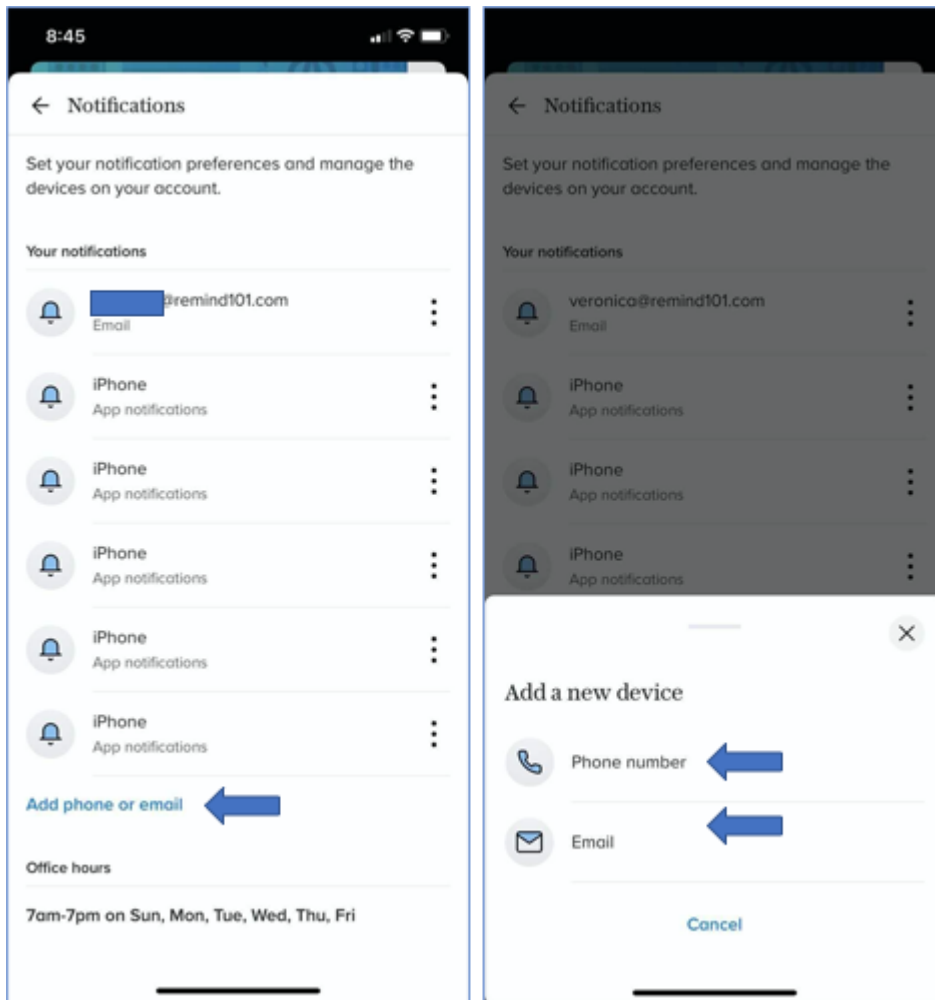 8:45
Notifications
Set your notification preferences and manage the
devices on your account.
Your notifications
@remind101.com
Email
iPhone
App notifications
iPhone
App notifications
iPhone
App notifications
iPhone
App notifications
iPhone
App notifications
Add phone or email
Office hours
7am-7pm on Sun, Mon, Tue, Wed, Thu, Fri
Notifications
Set your notification preferences and manage the
devices on your account.
Your notifications
veronica@remind101.com
Email
iPhone
App notifications
iPhone
App notifications
iPhone
App notifications
Add a new device
Phone number
Email
Cancel